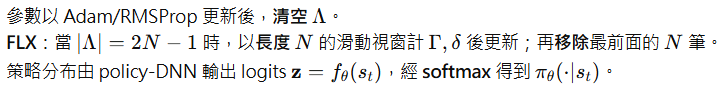 參數以 Adam/RMSProp 更新後，清空 Λ。
FLX：當 |Λ| = 2N − 1 時，以長度 N 的滑動視窗計 Γ, δ 後更新；再移除最前面的 N 筆。
策略分布由 policy-DNN 輸出 logits z = f_θ(s_t)，經 softmax 得到 π_θ(·|s_t)。